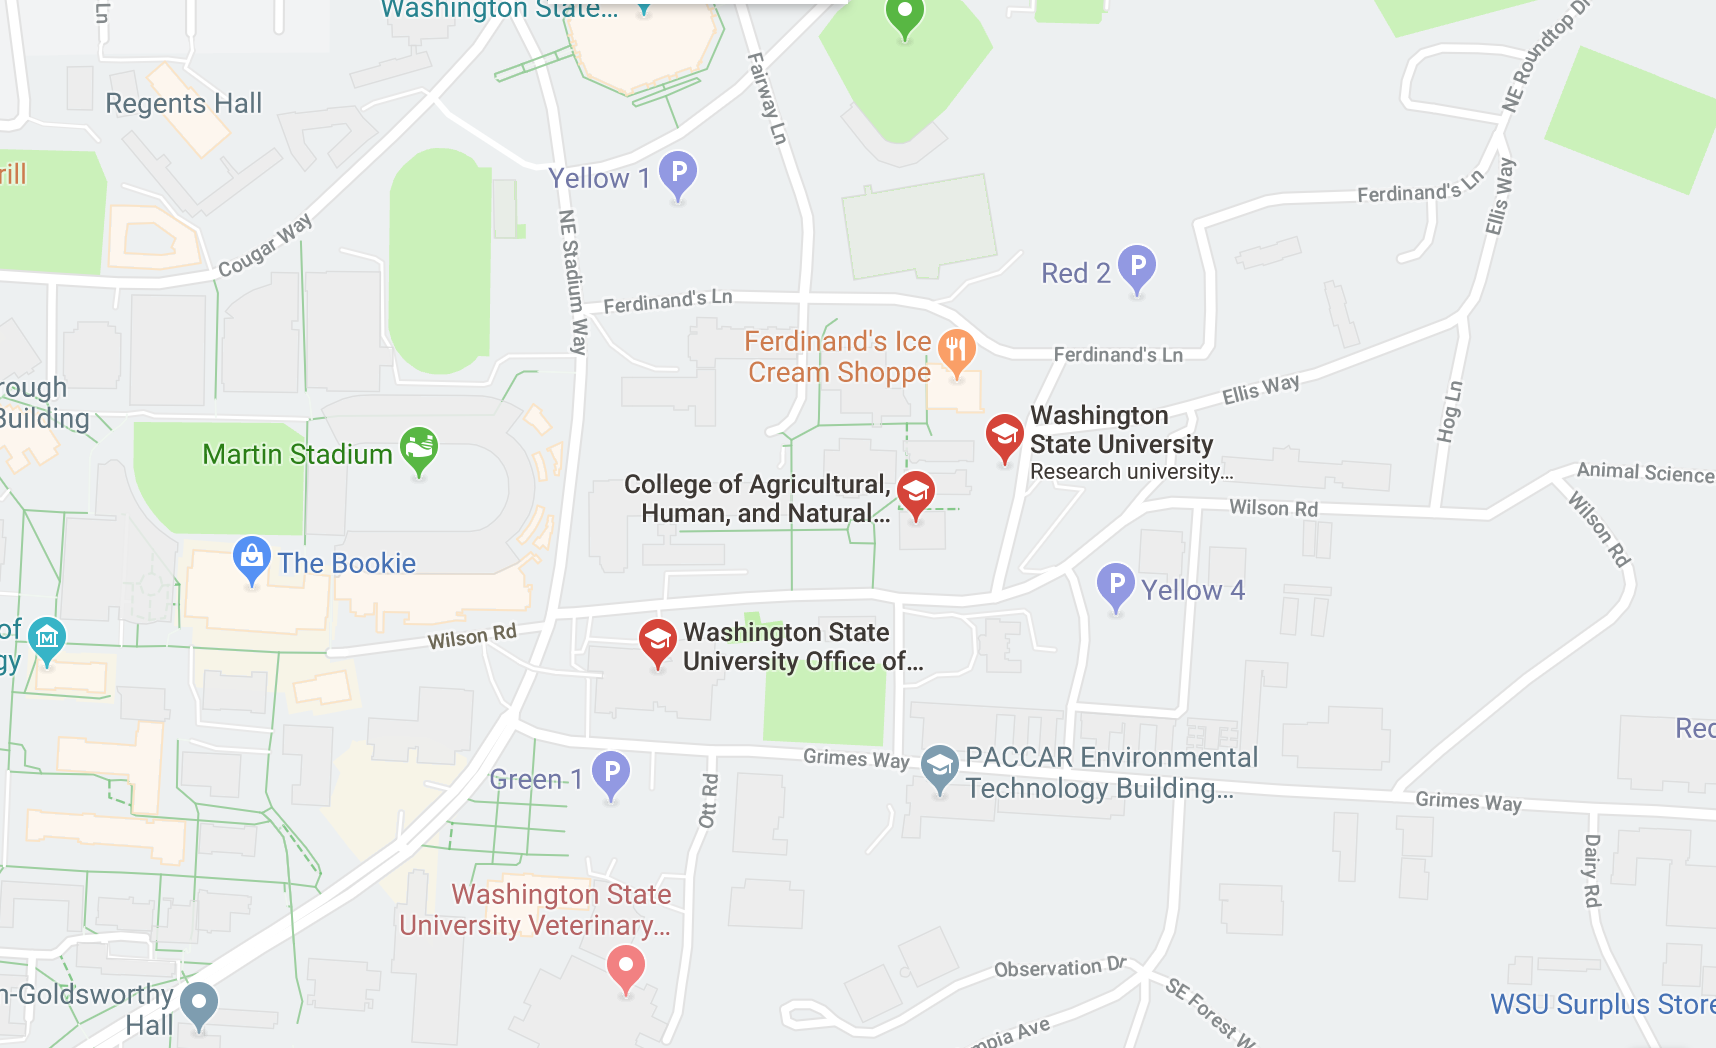 Ln
Washington State...
Fairway Ln
NE Roundtop Dr
Regents Hall
rill
Yellow 1
P
Cougar Way
NE Stadium Way
Ferdinand's Ln
Ellis Way
Red 2
P
Ferdinand's Ln
Ferdinand's Ice
Cream Shoppe
Ferdinand's Ln
rough
Building
Ellis Way
Hog Ln
Martin Stadium
Washington
State University
Research university...
College of Agricultural,
Human, and Natural...
Animal Science
Wilson Rd
Wilson Rd
The Bookie
P
Yellow 4
of
gy
M
Wilson Rd
Washington State
University Office of...
Red
Green 1
P
Ott Rd
Grimes Way
PACCAR Environmental
Technology Building...
Grimes Way
Dairy Rd
Washington State
University Veterinary...
Observation Dr
SE Forest W
mpia Ave
n-Goldsworthy
Hall
WSU Surplus Store